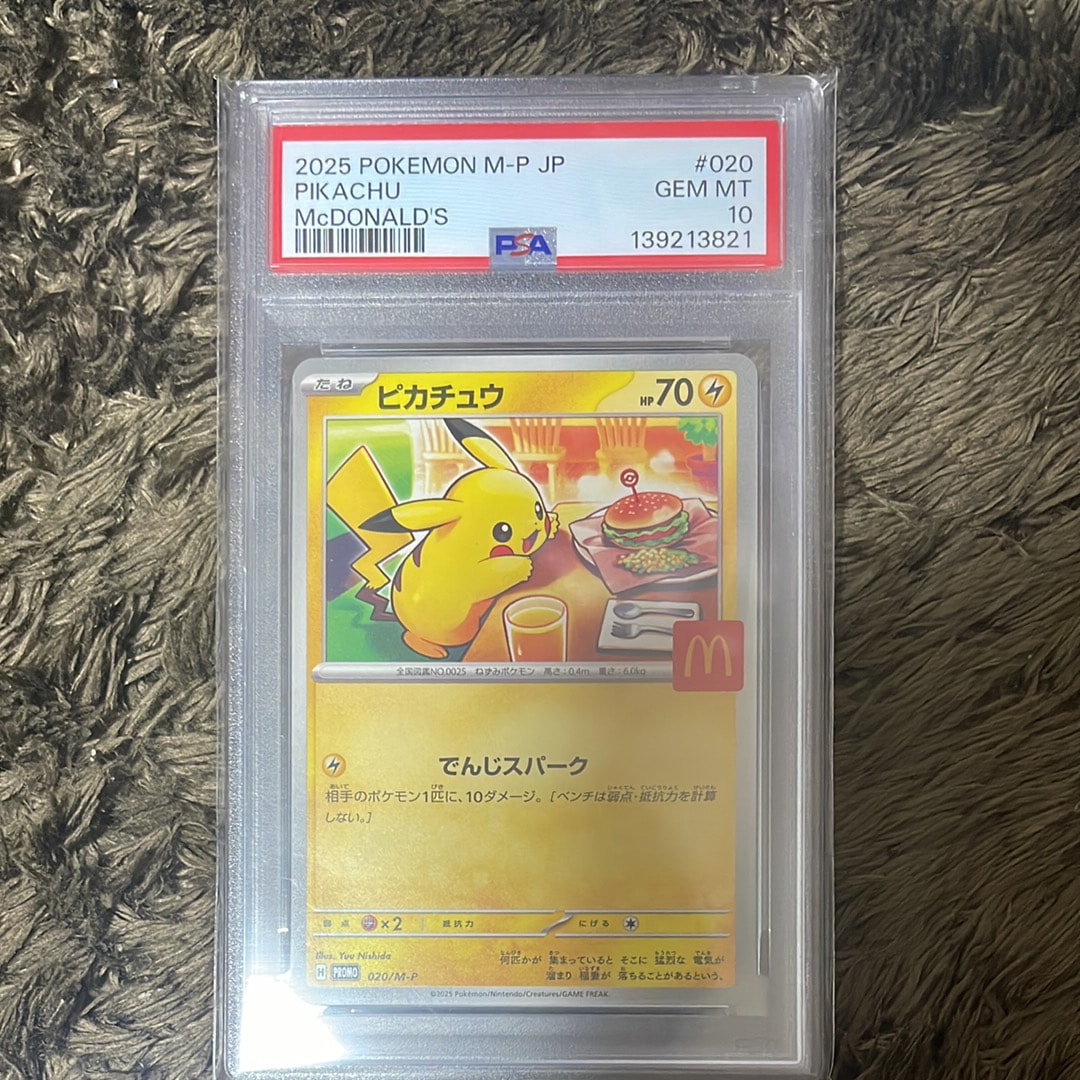 2025 POKEMON M-P JP #020
PIKACHU GEM MT
McDONALD'S 10
PSA 139213821
たね ピカチュウ HP 70
M
全国図鑑NO.0025 ねずみポケモン 高さ:0.4m 重さ:6.0kg
でんじスパーク
相手のポケモン1匹に、10ダメージ。[ベンチは弱点・抵抗力を計算
しない。]
弱点 ×2 抵抗力 にげる
Illus. Yuu Nishida
何匹かが 集まっていると そこに 猛烈な 電気が
溜まり 稲妻が 落ちることがあるという。
H PROMO 020/M-P
©2025 Pokémon/Nintendo/Creatures/GAME FREAK.